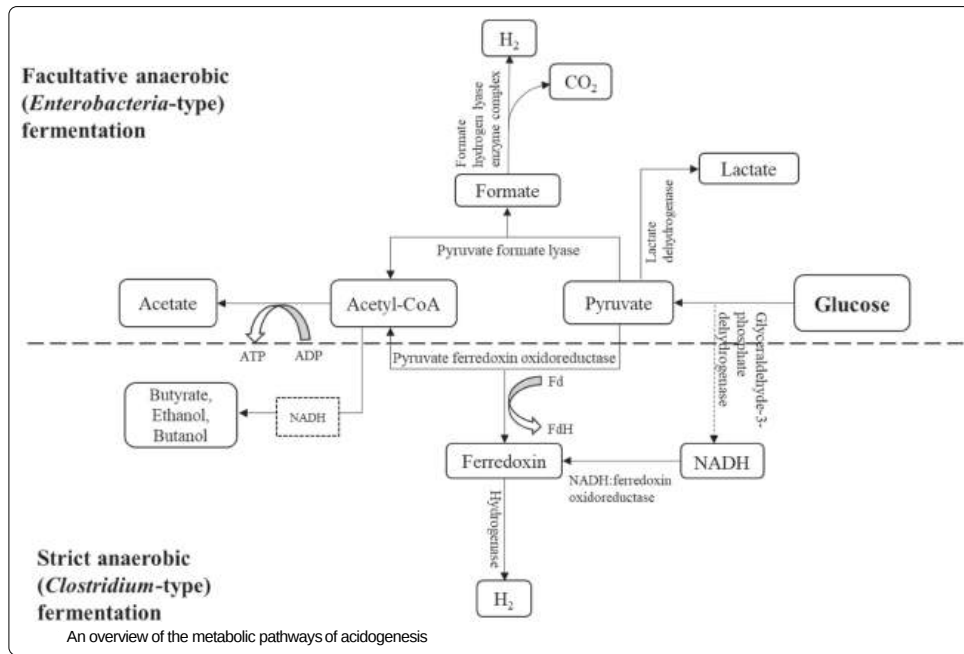 H2
CO2
Facultative anaerobic
(Enterobacteria-type)
fermentation
Formate
hydrogen lyase
enzyme complex
Lactate
Formate
Lactate
dehydrogenase
Pyruvate formate lyase
Acetate
Acetyl-CoA
Pyruvate
Glucose
ATP
ADP
Pyruvate ferredoxin oxidoreductase
Glyceraldehyde-3-
phosphate
dehydrogenase
Fd
Butyrate,
Ethanol,
Butanol
NADH
FdH
Ferredoxin
NADH
NADH:ferredoxin
oxidoreductase
Hydrogenase
Strict anaerobic
(Clostridium-type)
fermentation
H2
An overview of the metabolic pathways of acidogenesis